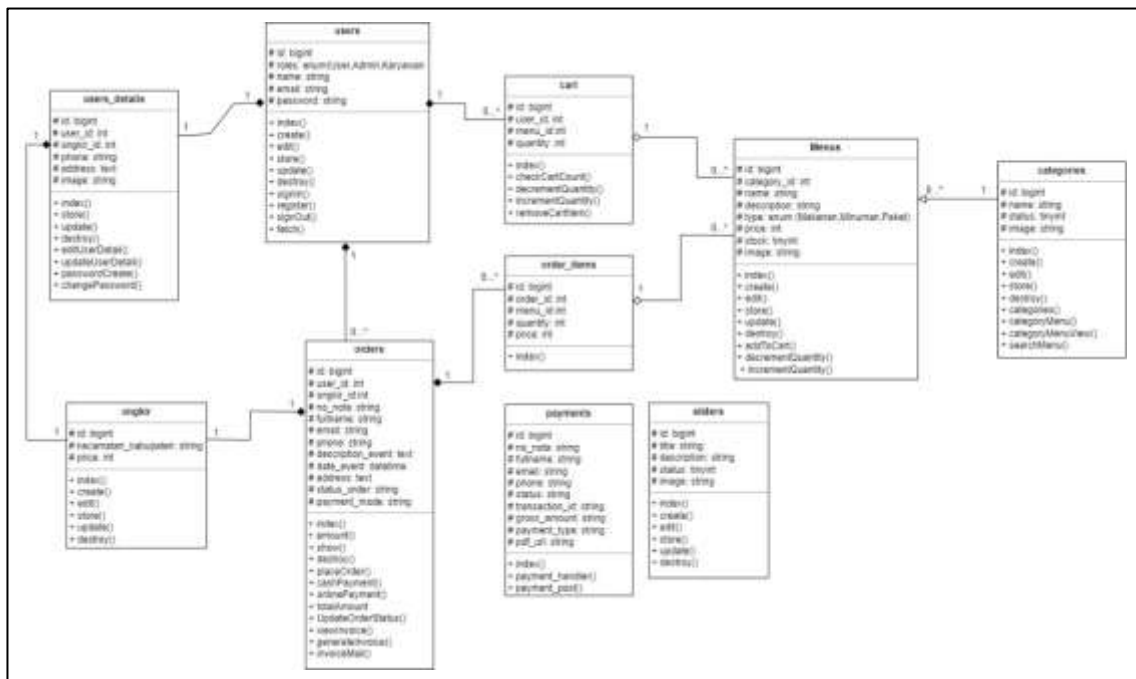 users
# id: bigint
# roles: enum(User,Admin,Karyawan
# name: string
# email: string
# password: string
+ index()
+ create()
+ edit()
+ store()
+ update()
+ destroy()
+ signIn()
+ register()
+ signOut()
+ fetch()
users_details
# id: bigint
# user_id: int
# ongkir_id: int
# phone: string
# address: text
# image: string
+ index()
+ store()
+ update()
+ destroy()
+ editUserDetail()
+ updateUserDetail()
+ passwordCreate()
+ changePassword()
cart
# id: bigint
# user_id: int
# menu_id: int
# quantity: int
+ index()
+ checkCartCount()
+ decrementQuantity()
+ incrementQuantity()
+ removeCartItem()
Menus
# id: bigint
# category_id: int
# name: string
# description: string
# type: enum (Makanan,Minuman,Paket)
# price: int
# stock: tinyint
# image: string
+ index()
+ create()
+ edit()
+ store()
+ update()
+ destroy()
+ addToCart()
+ decrementQuantity()
+ incrementQuantity()
categories
# id: bigint
# name: string
# status: tinyint
# image: string
+ index()
+ create()
+ edit()
+ store()
+ destroy()
+ categories()
+ categoryMenu()
+ categoryMenuView()
+ searchMenu()
order_items
# id: bigint
# order_id: int
# menu_id: int
# quantity: int
# price: int
+ index()
orders
# id: bigint
# user_id: int
# ongkir_id:int
# no_nota: string
# fullname: string
# email: string
# phone: string
# description_event: text
# date_event: datetime
# address: text
# status_order: string
# payment_mode: string
+ index()
+ amount()
+ show()
+ destroy()
+ placeOrder()
+ cashPayment()
+ onlinePayment()
+ totalAmount
+ UpdateOrderStatus()
+ viewInvoice()
+ generateInvoice()
+ invoiceMail()
ongkir
# id: bigint
# kecamatan_kabupaten: string
# price: int
+ index()
+ create()
+ edit()
+ store()
+ update()
+ destroy()
payments
# id: bigint
# no_nota: string
# fullname: string
# email: string
# phone: string
# status: string
# transaction_id: string
# gross_amount: string
# payment_type: string
# pdf_url: string
+ index()
+ payment_handler()
+ payment_post()
sliders
# id: bigint
# title: string
# description: string
# status: tinyint
# image: string
+ index()
+ create()
+ edit()
+ store()
+ update()
+ destroy()
1
1
1
1
0..*
1
0..*
0..*
1
1
0..*
1
0..*
0..*
1
1
1
1